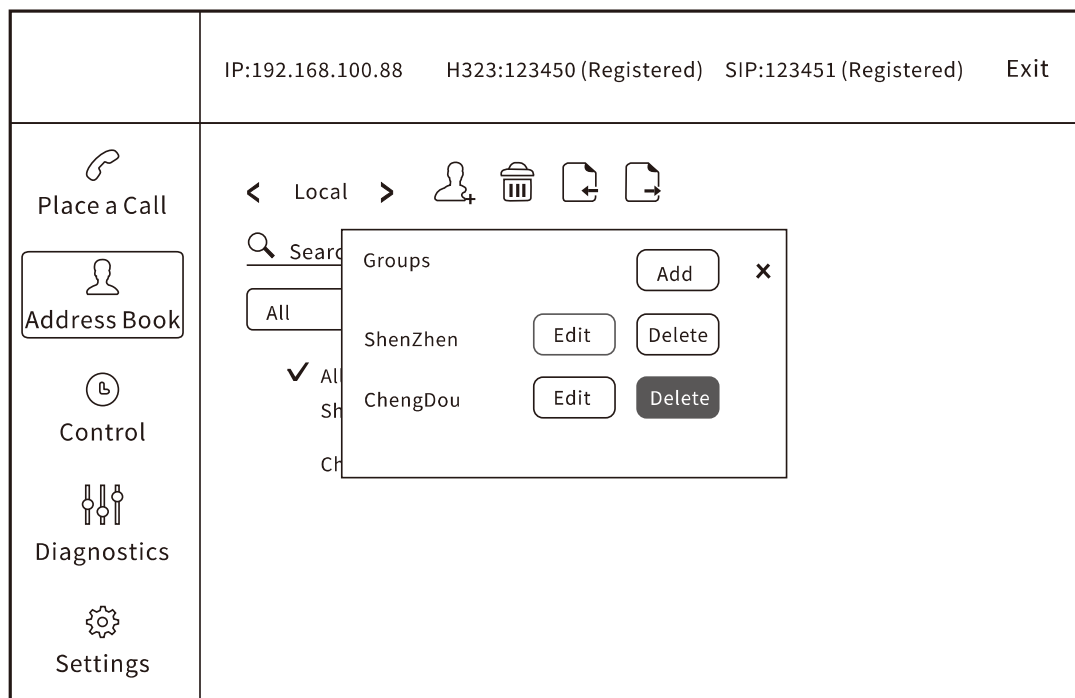 IP:192.168.100.88 H323:123450 (Registered) SIP:123451 (Registered) Exit
Place a Call
Address Book
Control
Diagnostics
Settings
Local
Searc
All
All
Sh
Ch
Groups Add
ShenZhen Edit Delete
ChengDou Edit Delete